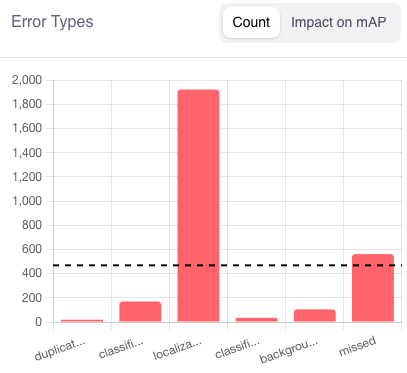 Error Types
Count
Impact on mAP
2,000
1,800
1,600
1,400
1,200
1,000
800
600
400
200
0
duplicat...
classifi...
localiza...
classifi...
backgrou...
missed